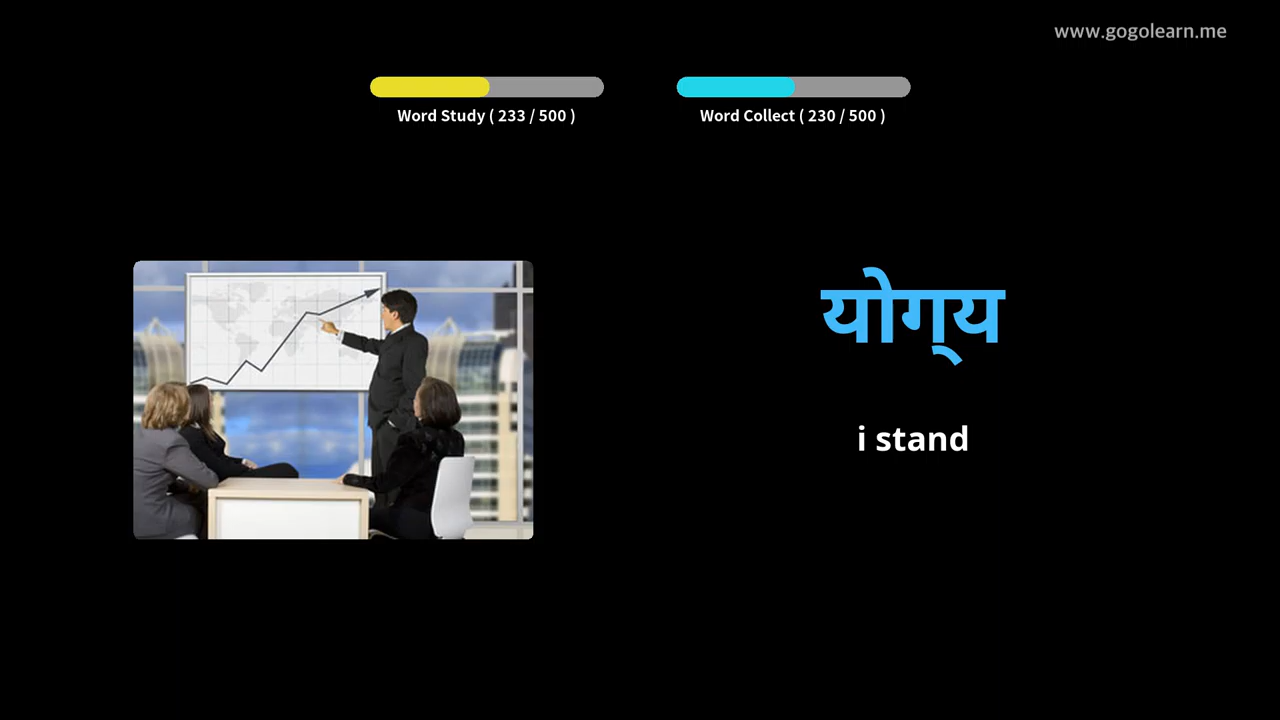 www.gogolearn.me
Word Study ( 233 / 500 )
Word Collect ( 230 / 500 )
योग्‌य
i stand